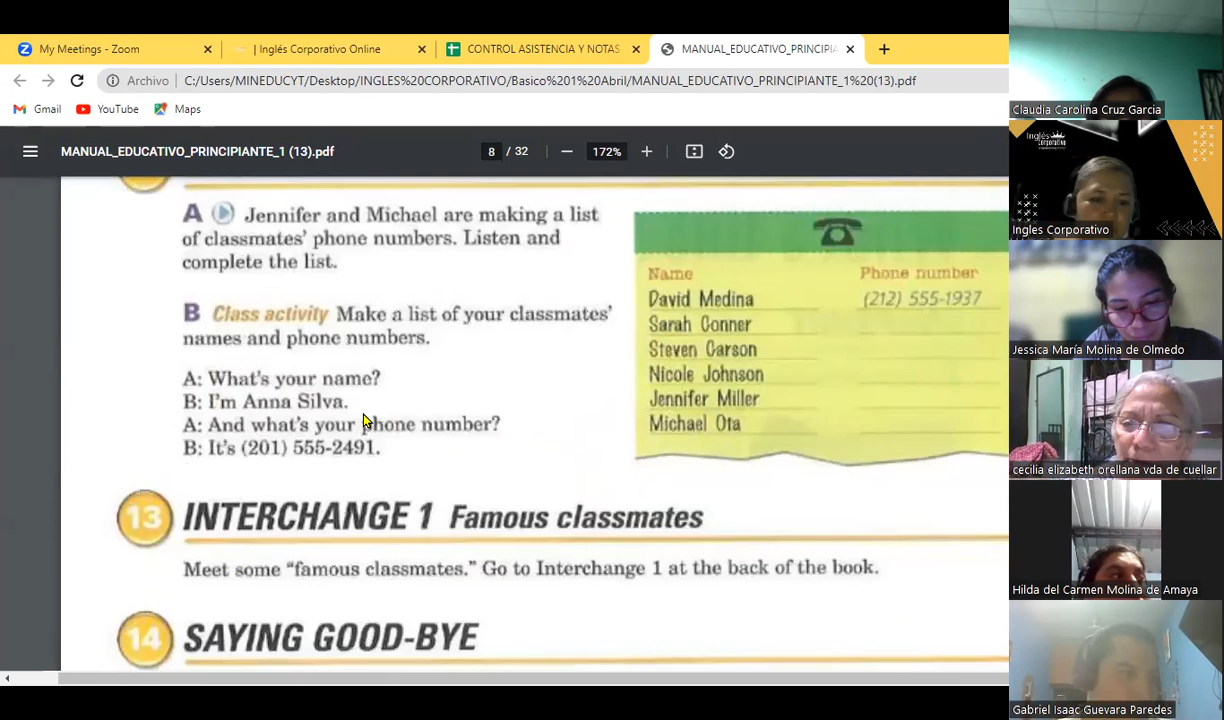 My Meetings - Zoom
| Inglés Corporativo Online
CONTROL ASISTENCIA Y NOTAS
MANUAL_EDUCATIVO_PRINCIPIA
Archivo
C:/Users/MINEDUCYT/Desktop/INGLES%20CORPORATIVO/Basico%201%20Abril/MANUAL_EDUCATIVO_PRINCIPIANTE_1%20(13).pdf
Gmail
YouTube
Maps
MANUAL_EDUCATIVO_PRINCIPIANTE_1 (13).pdf
8 / 32
172%
A Jennifer and Michael are making a list
of classmates' phone numbers. Listen and
complete the list.
B Class activity Make a list of your classmates'
names and phone numbers.
A: What's your name?
B: I'm Anna Silva.
A: And what's your phone number?
B: It's (201) 555-2491.
Name Phone number
David Medina (212) 555-1937
Sarah Conner
Steven Carson
Nicole Johnson
Jennifer Miller
Michael Ota
13 INTERCHANGE 1 Famous classmates
Meet some "famous classmates." Go to Interchange 1 at the back of the book.
14 SAYING GOOD-BYE
Claudia Carolina Cruz Garcia
Inglés
Corporativo
Ingles Corporativo
Jessica María Molina de Olmedo
cecilia elizabeth orellana vda de cuellar
Hilda del Carmen Molina de Amaya
Gabriel Isaac Guevara Paredes